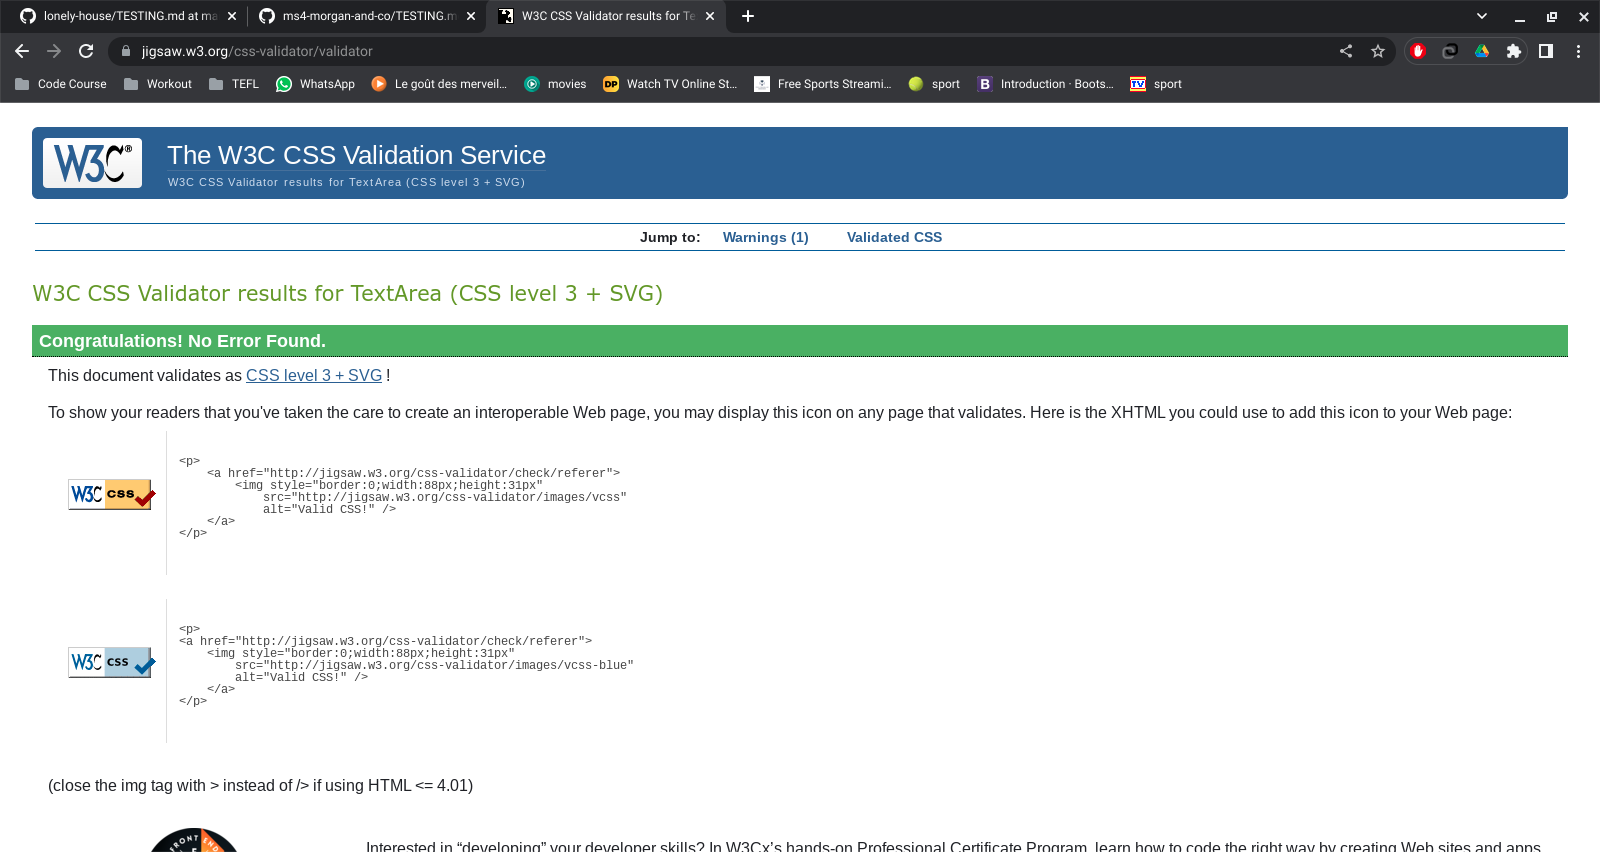 lonely-house/TESTING.md at ma
ms4-morgan-and-co/TESTING.m
W3C CSS Validator results for Te
jigsaw.w3.org/css-validator/validator
Code Course
Workout
TEFL
WhatsApp
Le goût des merveil...
movies
DP
Watch TV Online St...
Free Sports Streami...
sport
B
Introduction · Boots...
TV
sport
W3C®
The W3C CSS Validation Service
W3C CSS Validator results for TextArea (CSS level 3 + SVG)
Jump to: Warnings (1) Validated CSS
W3C CSS Validator results for TextArea (CSS level 3 + SVG)
Congratulations! No Error Found.
This document validates as CSS level 3 + SVG !
To show your readers that you've taken the care to create an interoperable Web page, you may display this icon on any page that validates. Here is the XHTML you could use to add this icon to your Web page:
W3C css
<p>
<a href="http://jigsaw.w3.org/css-validator/check/referer">
<img style="border:0;width:88px;height:31px"
src="http://jigsaw.w3.org/css-validator/images/vcss"
alt="Valid CSS!" />
</a>
</p>
W3C css
<p>
<a href="http://jigsaw.w3.org/css-validator/check/referer">
<img style="border:0;width:88px;height:31px"
src="http://jigsaw.w3.org/css-validator/images/vcss-blue"
alt="Valid CSS!" />
</a>
</p>
(close the img tag with > instead of /> if using HTML <= 4.01)
FRONT END
Interested in “developing” your developer skills? In W3Cx’s hands-on Professional Certificate Program, learn how to code the right way by creating Web sites and apps